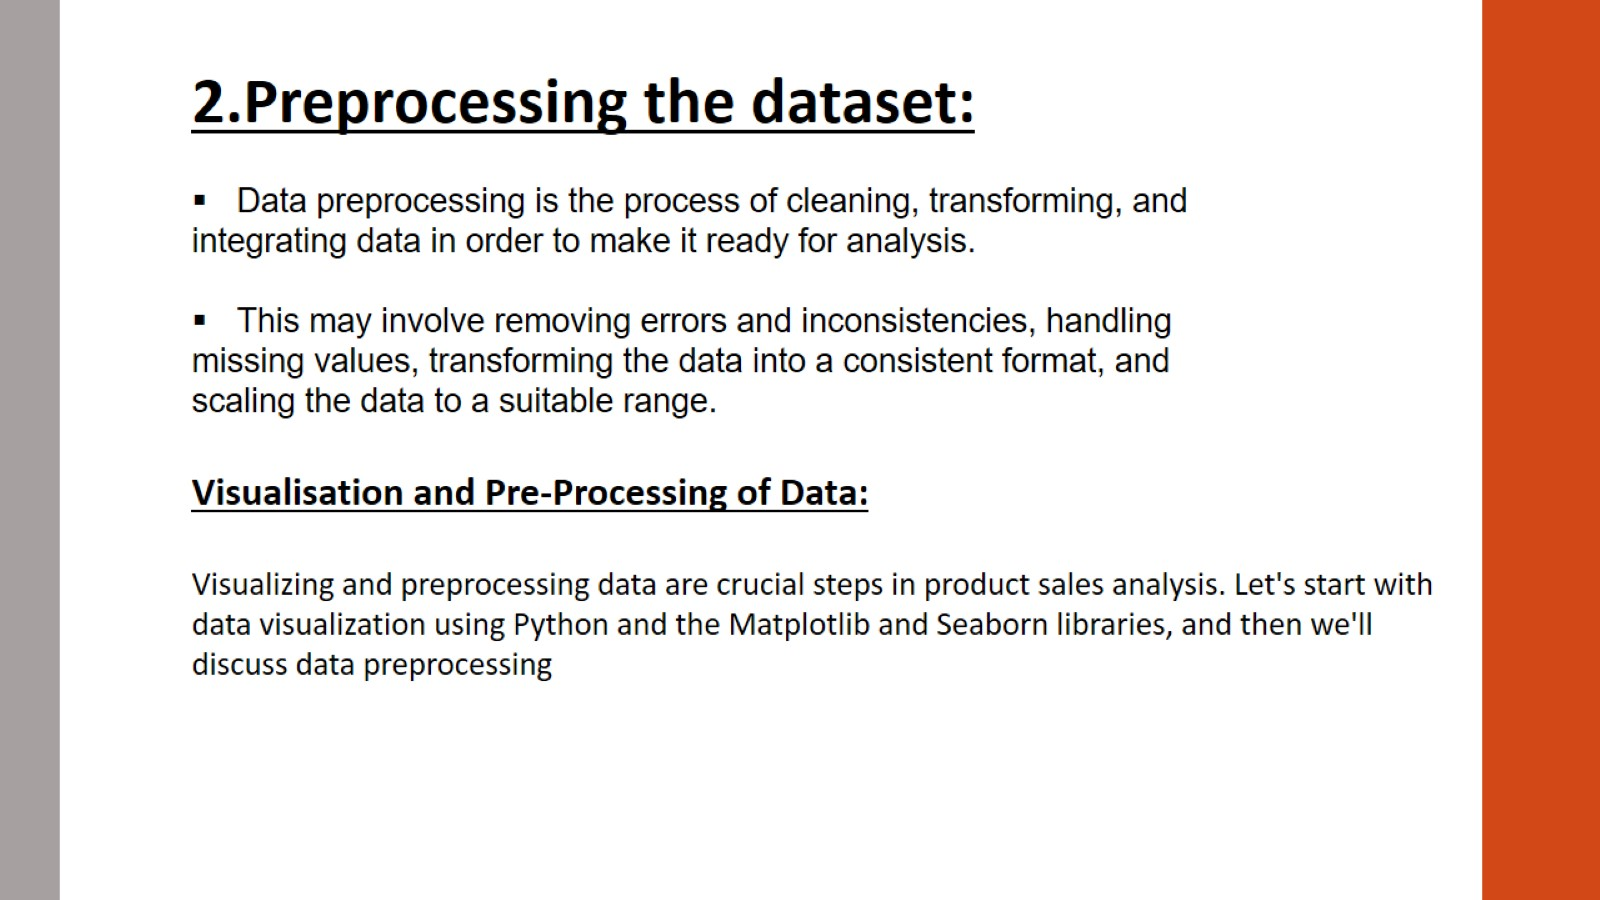 2.Preprocessing the dataset:
▪ Data preprocessing is the process of cleaning, transforming, and
integrating data in order to make it ready for analysis.
▪ This may involve removing errors and inconsistencies, handling
missing values, transforming the data into a consistent format, and
scaling the data to a suitable range.
Visualisation and Pre-Processing of Data:
Visualizing and preprocessing data are crucial steps in product sales analysis. Let's start with
data visualization using Python and the Matplotlib and Seaborn libraries, and then we'll
discuss data preprocessing